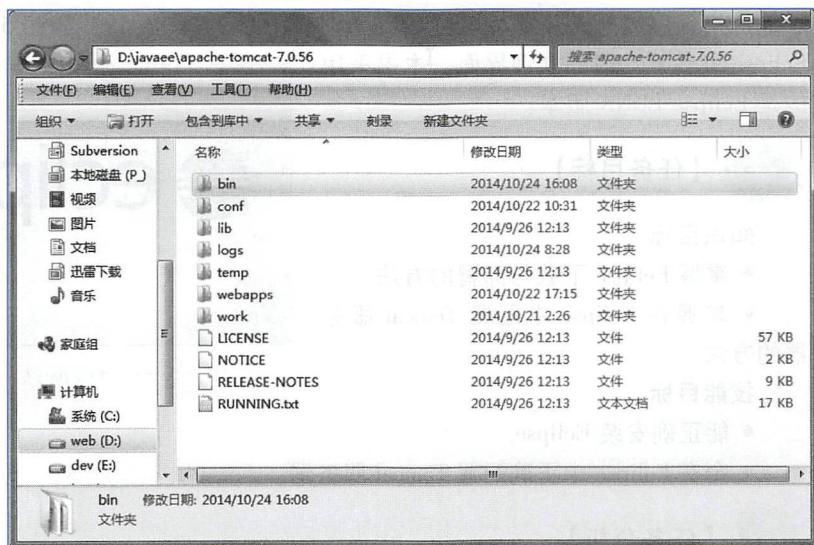 D:\javaee\apache-tomcat-7.0.56
搜索 apache-tomcat-7.0.56
文件(F) 编辑(E) 查看(V) 工具(T) 帮助(H)
组织 打开 包含到库中 共享 刻录 新建文件夹
Subversion
本地磁盘 (P_)
视频
图片
文档
迅雷下载
音乐
家庭组
计算机
系统 (C:)
web (D:)
dev (E:)
名称 修改日期 类型 大小
bin 2014/10/24 16:08 文件夹
conf 2014/10/22 10:31 文件夹
lib 2014/9/26 12:13 文件夹
logs 2014/10/24 8:28 文件夹
temp 2014/9/26 12:13 文件夹
webapps 2014/10/22 17:15 文件夹
work 2014/10/21 2:26 文件夹
LICENSE 2014/9/26 12:13 文件 57 KB
NOTICE 2014/9/26 12:13 文件 2 KB
RELEASE-NOTES 2014/9/26 12:13 文件 9 KB
RUNNING.txt 2014/9/26 12:13 文本文档 17 KB
bin 修改日期: 2014/10/24 16:08
文件夹